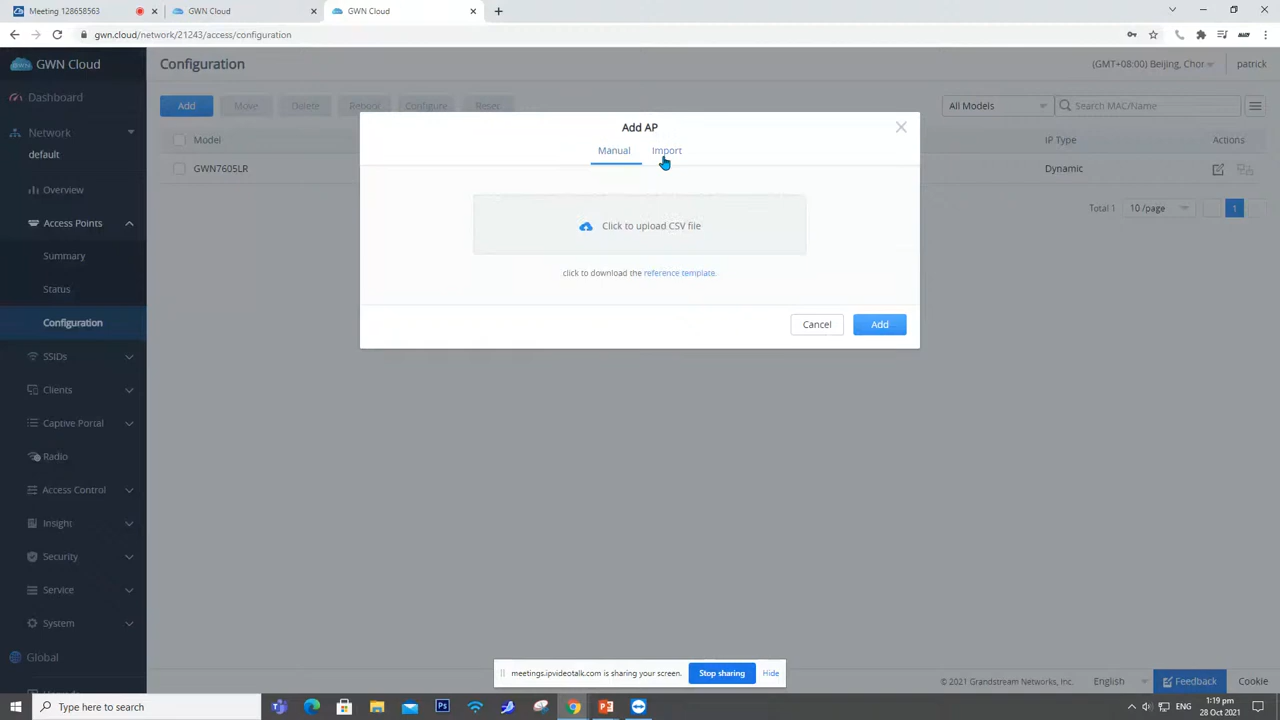 Meeting 128658563
GWN Cloud
GWN Cloud
gwn.cloud/network/21243/access/configuration
GWN Cloud
Configuration
(GMT+08:00) Beijing, Chor
patrick
Dashboard
Network
default
Overview
Access Points
Summary
Status
Configuration
SSIDs
Clients
Captive Portal
Radio
Access Control
Insight
Security
Service
System
Global
Add
Move
Delete
Reboot
Configure
Reset
All Models
Search MAC/Name
Model
IP Type
Actions
GWN7605LR
Dynamic
Total 1
10 /page
1
Add AP
Manual
Import
Click to upload CSV file
click to download the reference template.
Cancel
Add
meetings.ipvideotalk.com is sharing your screen.
Stop sharing
Hide
© 2021 Grandstream Networks, Inc.
English
Feedback
Cookie
Type here to search
ENG
1:19 pm
28 Oct 2021